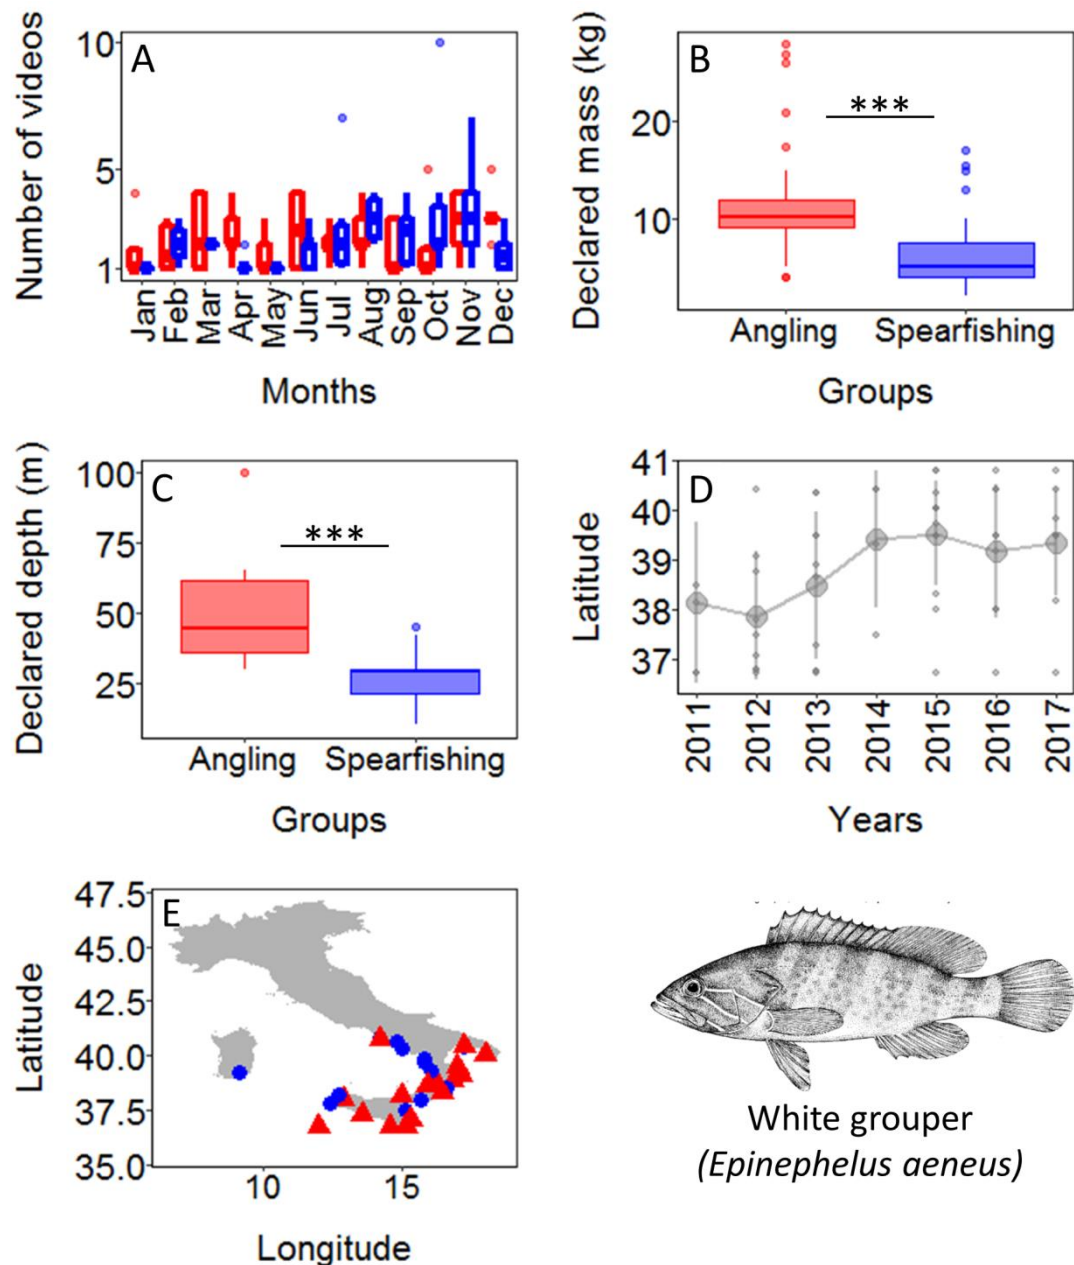 A
Number of videos
10
5
1
Jan
Feb
Mar
Apr
May
Jun
Jul
Aug
Sep
Oct
Nov
Dec
Months
B
Declared mass (kg)
20
10
***
Angling
Spearfishing
Groups
C
Declared depth (m)
100
75
50
25
***
Angling
Spearfishing
Groups
D
Latitude
41
40
39
38
37
2011
2012
2013
2014
2015
2016
2017
Years
E
Latitude
47.5
45.0
42.5
40.0
37.5
35.0
10
15
Longitude
White grouper
(Epinephelus aeneus)